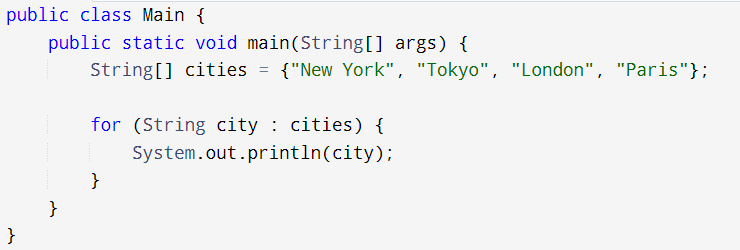 public class Main {
    public static void main(String[] args) {
        String[] cities = {"New York", "Tokyo", "London", "Paris"};

        for (String city : cities) {
            System.out.println(city);
        }
    }
}